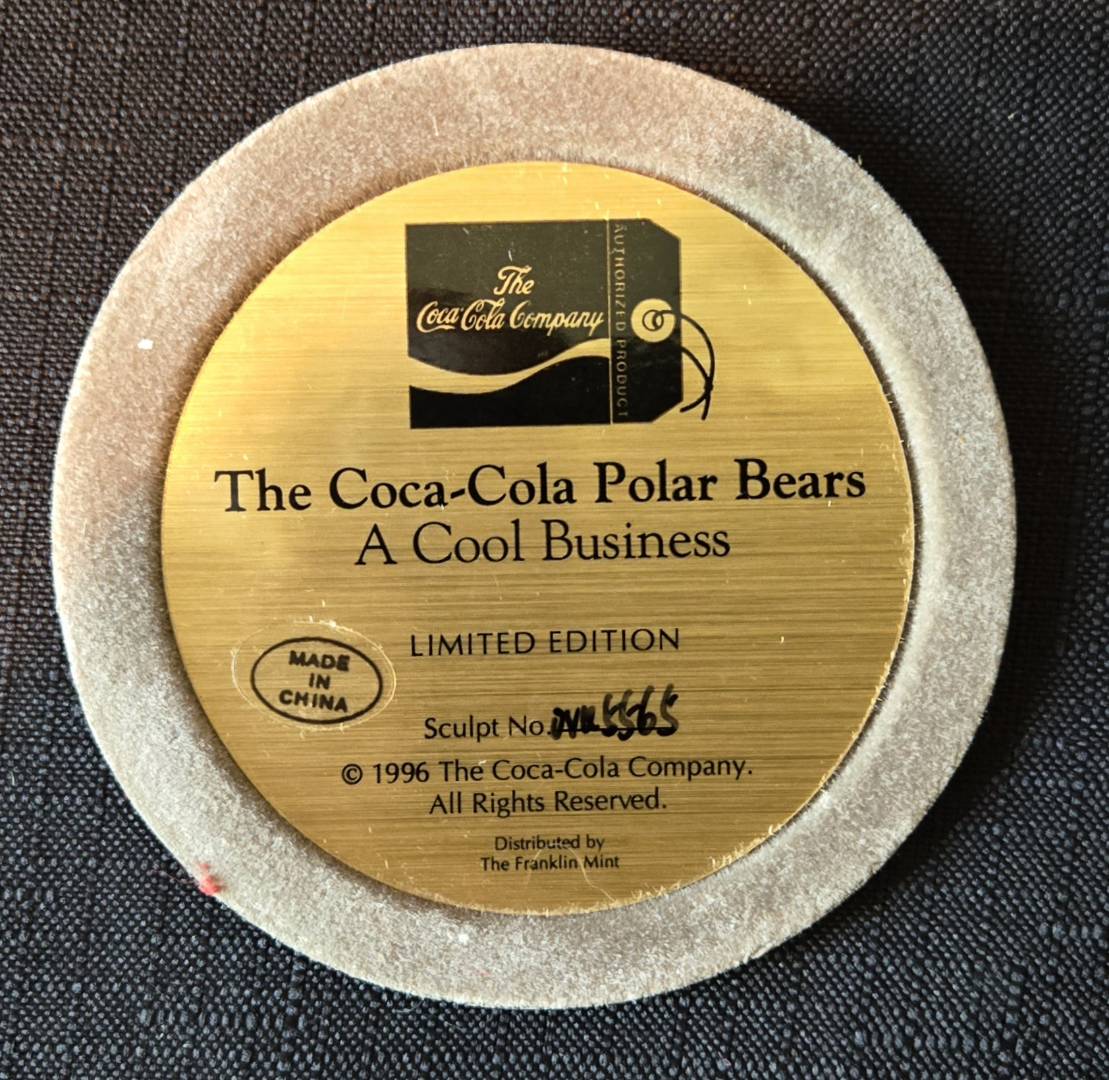 The
Coca-Cola Company
AUTHORIZED PRODUCT
The Coca-Cola Polar Bears
A Cool Business
LIMITED EDITION
MADE
IN
CHINA
Sculpt No. 5565
© 1996 The Coca-Cola Company.
All Rights Reserved.
Distributed by
The Franklin Mint